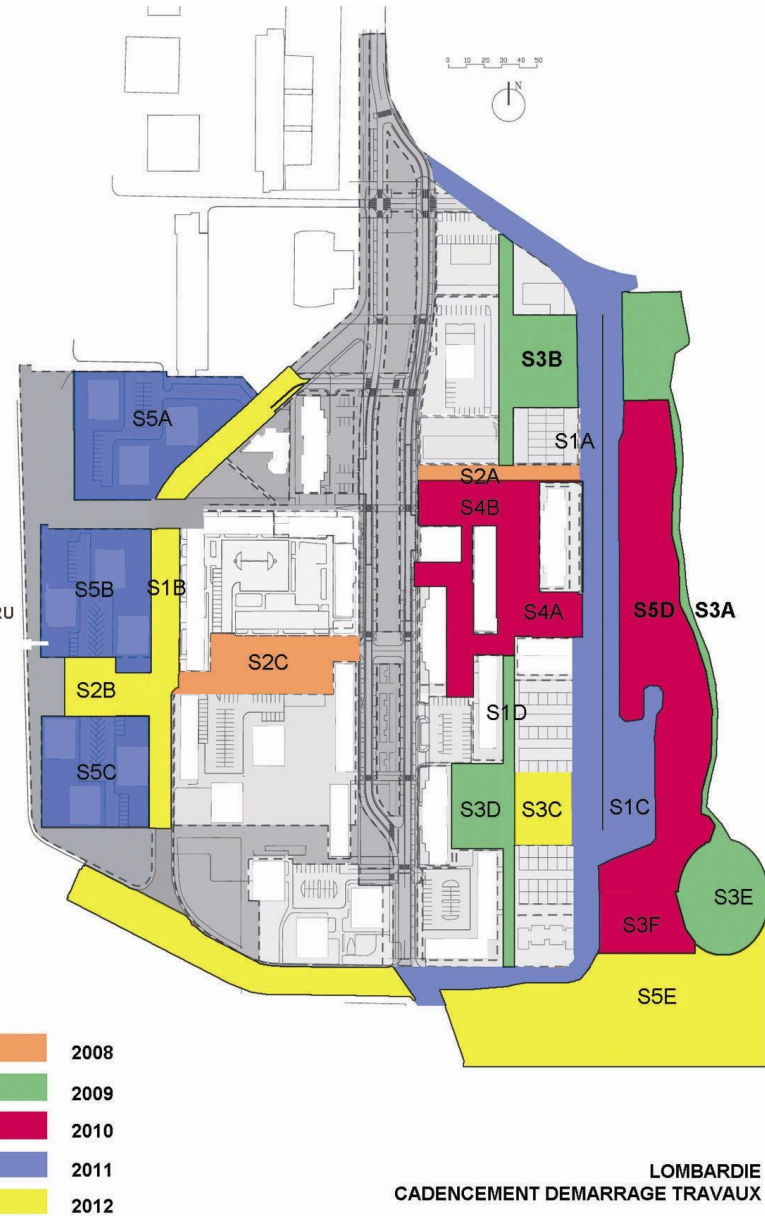 0 10 20 30 40 50
N
S3B
S5A
S1A
S2A
S4B
S5B
S1B
S4A
S5D
S3A
RU
S2C
S2B
S1D
S5C
S3D
S3C
S1C
S3E
S3F
S5E
2008
2009
2010
2011
2012
LOMBARDIE
CADENCEMENT DEMARRAGE TRAVAUX